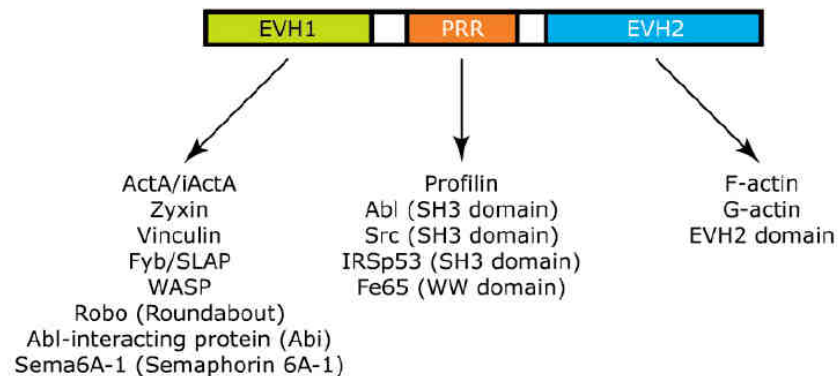 EVH1 PRR EVH2
ActA/iActA
Zyxin
Vinculin
Fyb/SLAP
WASP
Robo (Roundabout)
Abl-interacting protein (Abi)
Sema6A-1 (Semaphorin 6A-1)
Profilin
Abl (SH3 domain)
Src (SH3 domain)
IRSp53 (SH3 domain)
Fe65 (WW domain)
F-actin
G-actin
EVH2 domain